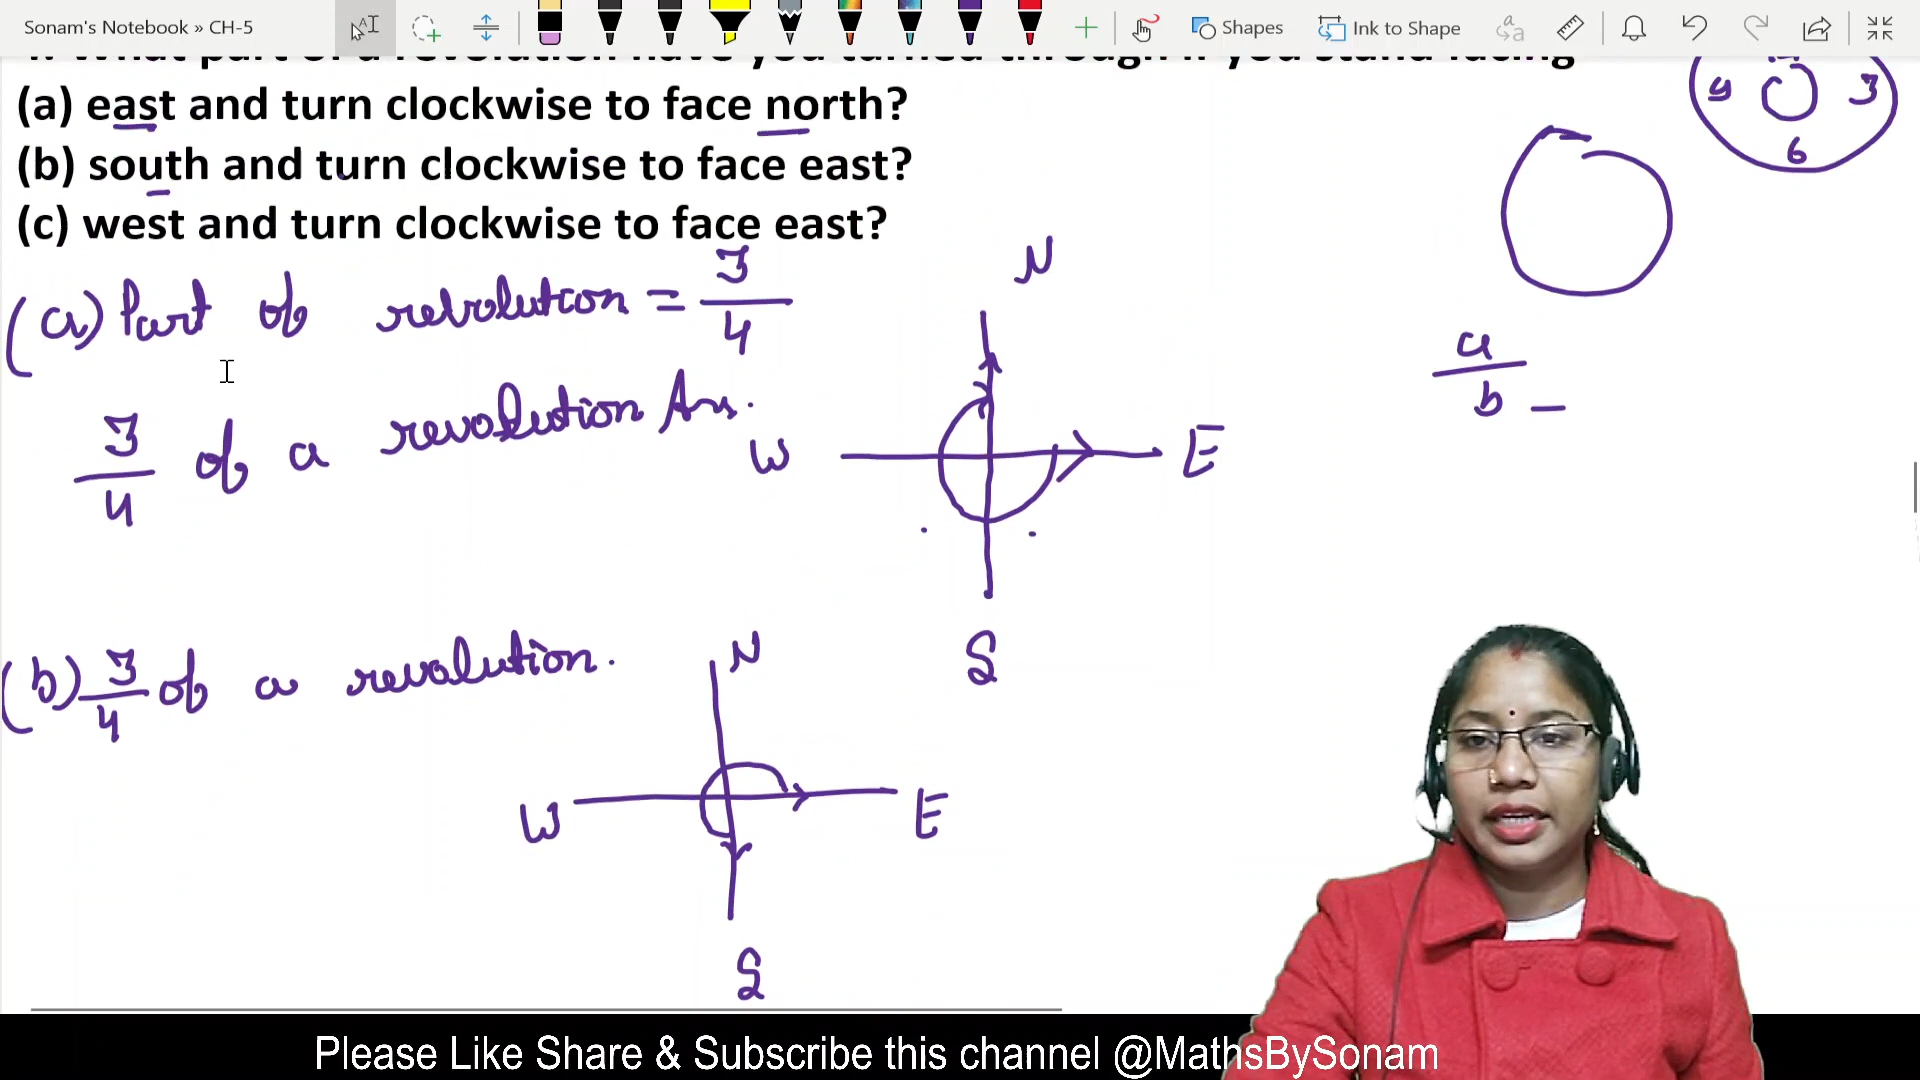 Sonam's Notebook » CH-5
Shapes
Ink to Shape
(a) east and turn clockwise to face north?
(b) south and turn clockwise to face east?
(c) west and turn clockwise to face east?
9 3
6
(a) Part of revolution = 3/4
3/4 of a revolution Ans.
N
W E
S
a/b
(b) 3/4 of a revolution.
N
W E
S
Please Like Share & Subscribe this channel @MathsBySonam